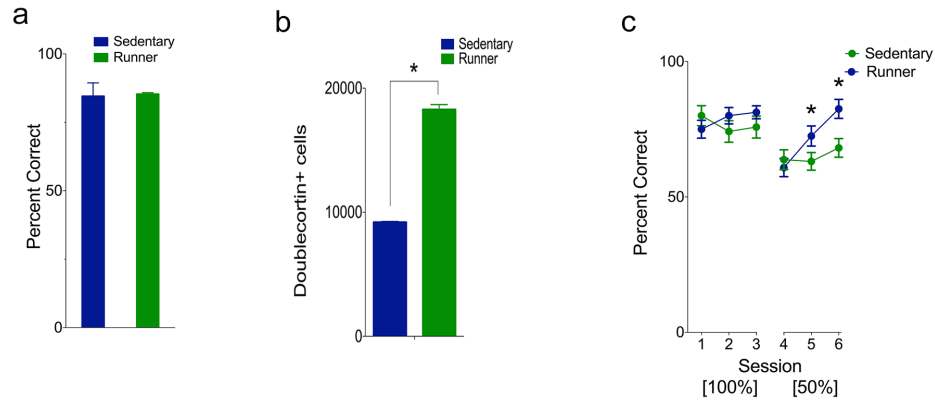 a
Sedentary
Runner
100
50
0
Percent Correct
b
Sedentary
Runner
*
20000
10000
0
Doublecortin+ cells
c
Sedentary
Runner
100
50
0
Percent Correct
*
*
1 2 3 4 5 6
Session
[100%] [50%]